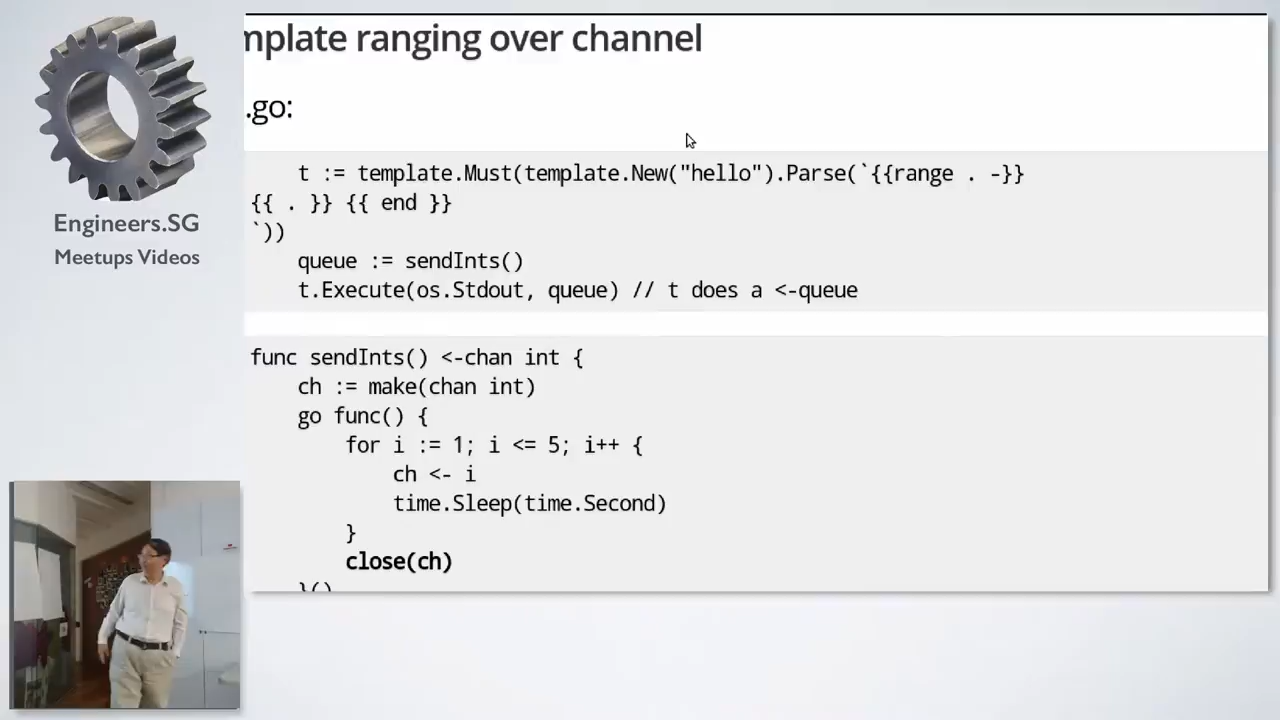 mplate ranging over channel
.go:
t := template.Must(template.New("hello").Parse(`{{range . -}}
{{ . }} {{ end }}
`))
queue := sendInts()
t.Execute(os.Stdout, queue) // t does a <-queue
func sendInts() <-chan int {
ch := make(chan int)
go func() {
for i := 1; i <= 5; i++ {
ch <- i
time.Sleep(time.Second)
}
close(ch)
}()
Engineers.SG
Meetups Videos